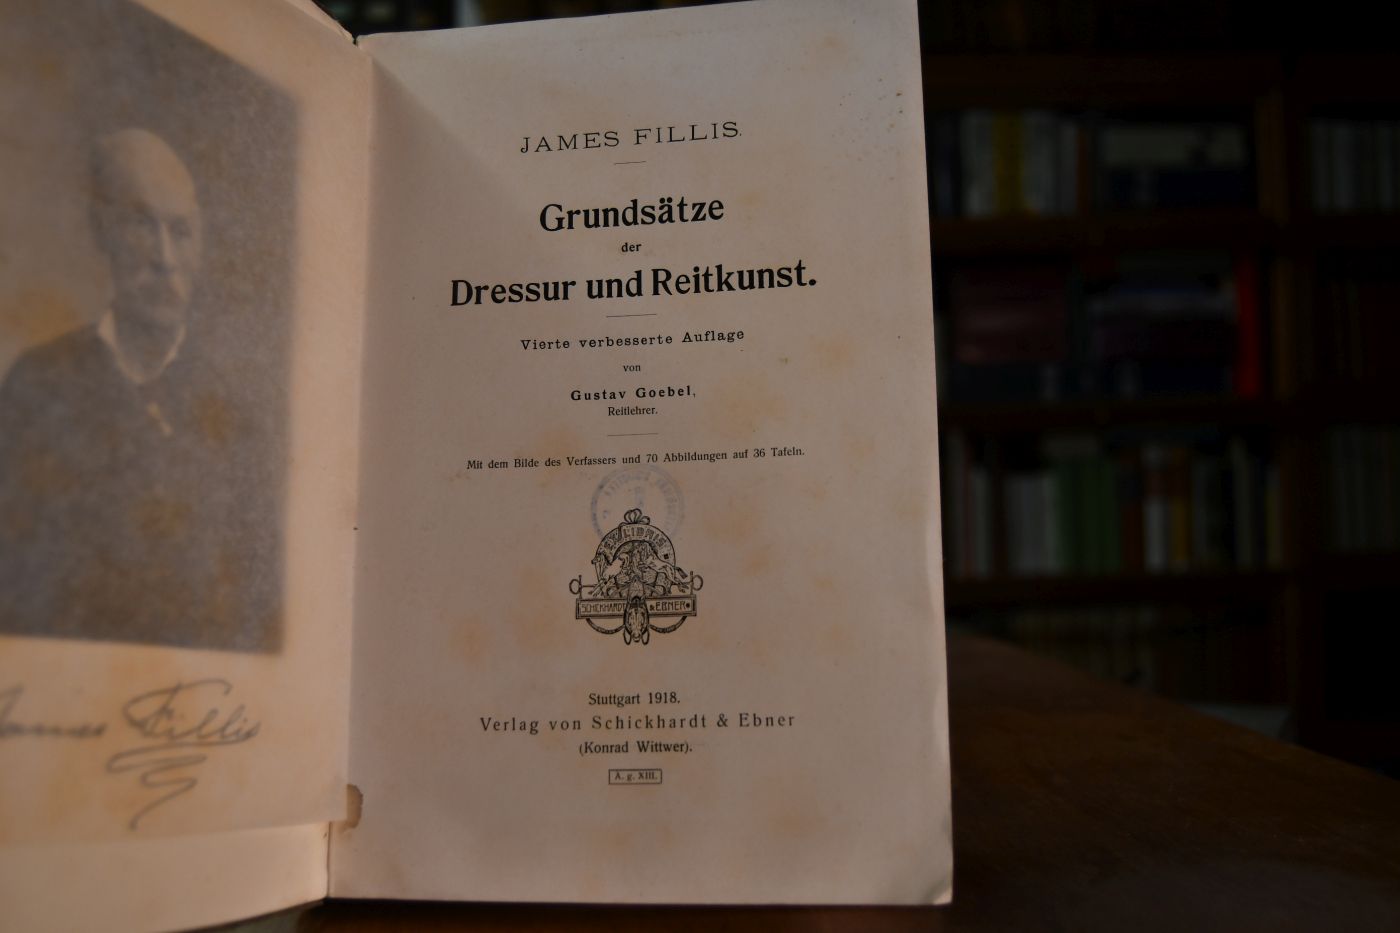 JAMES FILLIS.
Grundsätze
der
Dressur und Reitkunst.
Vierte verbesserte Auflage
von
Gustav Goebel,
Reitlehrer.
Mit dem Bilde des Verfassers und 70 Abbildungen auf 36 Tafeln.
EX LIBRIS
SCHICKHARDT & EBNER
Stuttgart 1918.
Verlag von Schickhardt & Ebner
(Konrad Wittwer).
A. g. XIII.
James Fillis